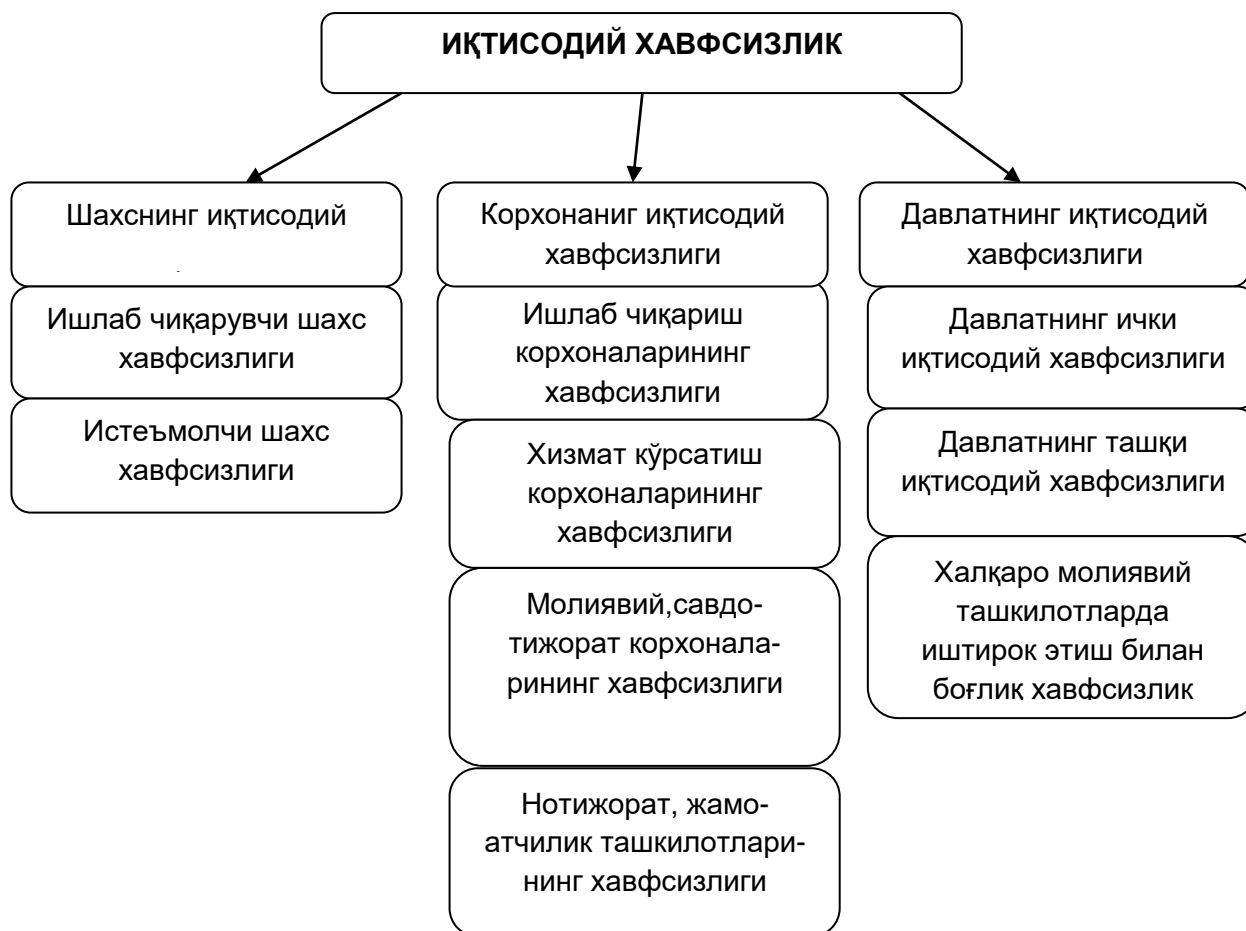 ИҚТИСОДИЙ ХАВФСИЗЛИК
Шахснинг иқтисодий
Ишлаб чиқарувчи шахс
хавфсизлиги
Истеъмолчи шахс
хавфсизлиги
Корхонаниг иқтисодий
хавфсизлиги
Ишлаб чиқариш
корхоналарининг
хавфсизлиги
Хизмат кўрсатиш
корхоналарининг
хавфсизлиги
Молиявий,савдо-
тижорат корхонала-
рининг хавфсизлиги
Нотижорат, жамо-
атчилик ташкилотлари-
нинг хавфсизлиги
Давлатнинг иқтисодий
хавфсизлиги
Давлатнинг ички
иқтисодий хавфсизлиги
Давлатнинг ташқи
иқтисодий хавфсизлиги
Халқаро молиявий
ташкилотларда
иштирок этиш билан
боғлиқ хавфсизлик